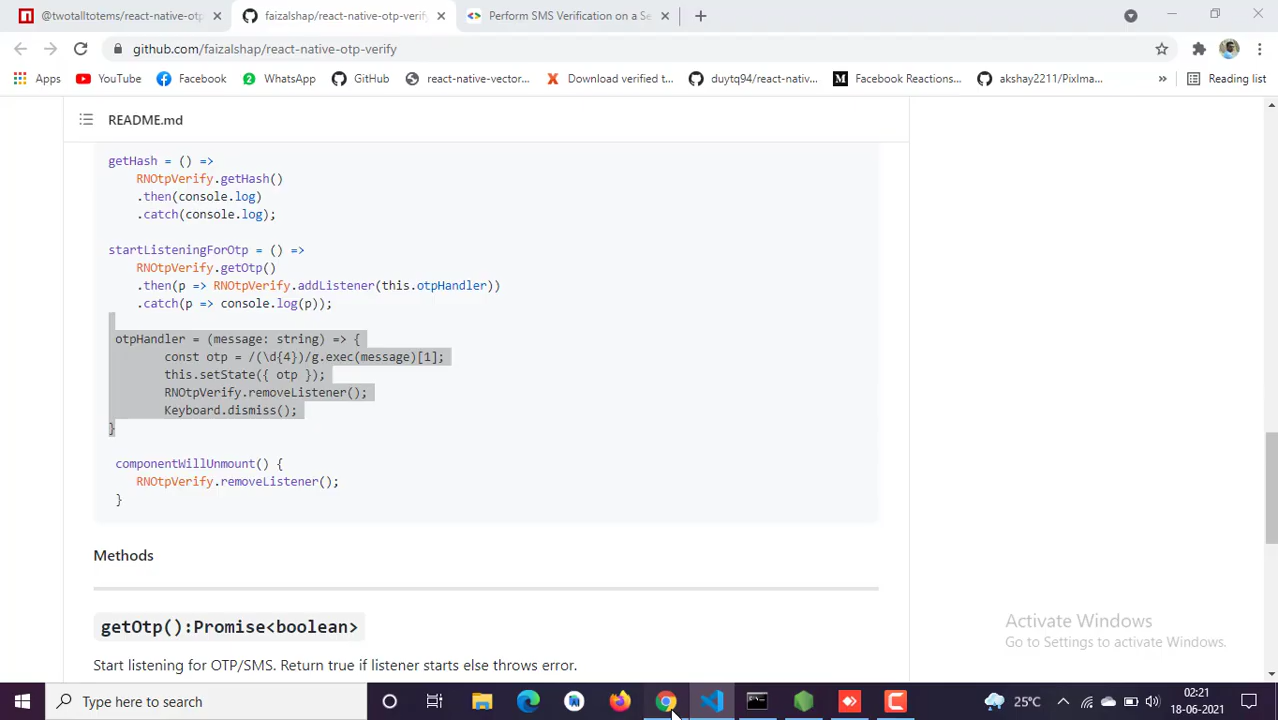 @twotalltotems/react-native-otp
faizalshap/react-native-otp-verify
Perform SMS Verification on a Se
github.com/faizalshap/react-native-otp-verify
Apps
YouTube
Facebook
WhatsApp
GitHub
react-native-vector...
Download verified t...
duytq94/react-nativ...
Facebook Reactions...
akshay2211/PixIma...
»
Reading list
README.md
getHash = () =>
RNOtpVerify.getHash()
.then(console.log)
.catch(console.log);
startListeningForOtp = () =>
RNOtpVerify.getOtp()
.then(p => RNOtpVerify.addListener(this.otpHandler))
.catch(p => console.log(p));
otpHandler = (message: string) => {
const otp = /(\d{4})/g.exec(message)[1];
this.setState({ otp });
RNOtpVerify.removeListener();
Keyboard.dismiss();
}
componentWillUnmount() {
RNOtpVerify.removeListener();
}
Methods
getOtp():Promise<boolean>
Start listening for OTP/SMS. Return true if listener starts else throws error.
Activate Windows
Go to Settings to activate Windows.
Type here to search
25°C
02:21
18-06-2021